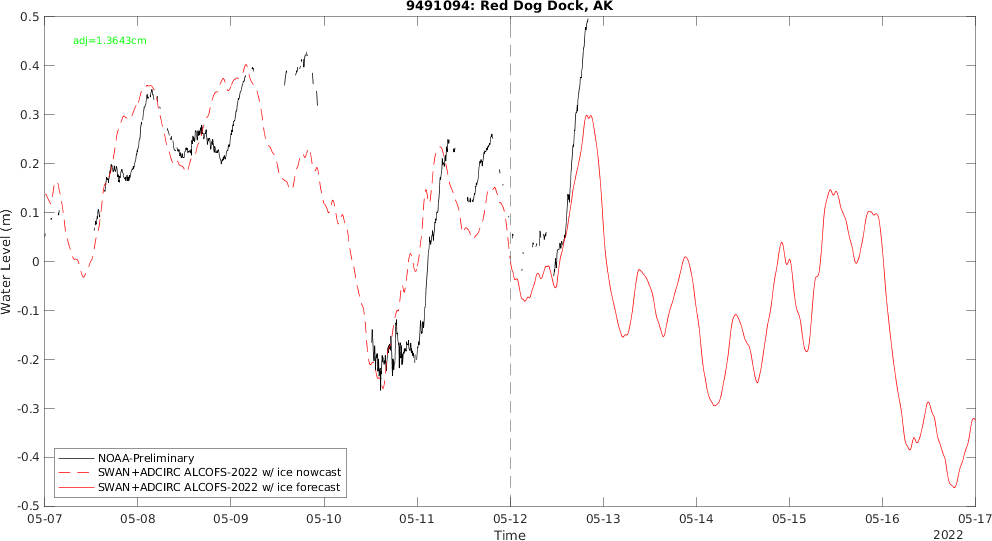 9491094: Red Dog Dock, AK
adj=1.3643cm
0.5
0.4
0.3
0.2
0.1
0
-0.1
-0.2
-0.3
-0.4
-0.5
Water Level (m)
NOAA-Preliminary
SWAN+ADCIRC ALCOFS-2022 w/ ice nowcast
SWAN+ADCIRC ALCOFS-2022 w/ ice forecast
05-07 05-08 05-09 05-10 05-11 05-12 05-13 05-14 05-15 05-16 05-17
Time
2022